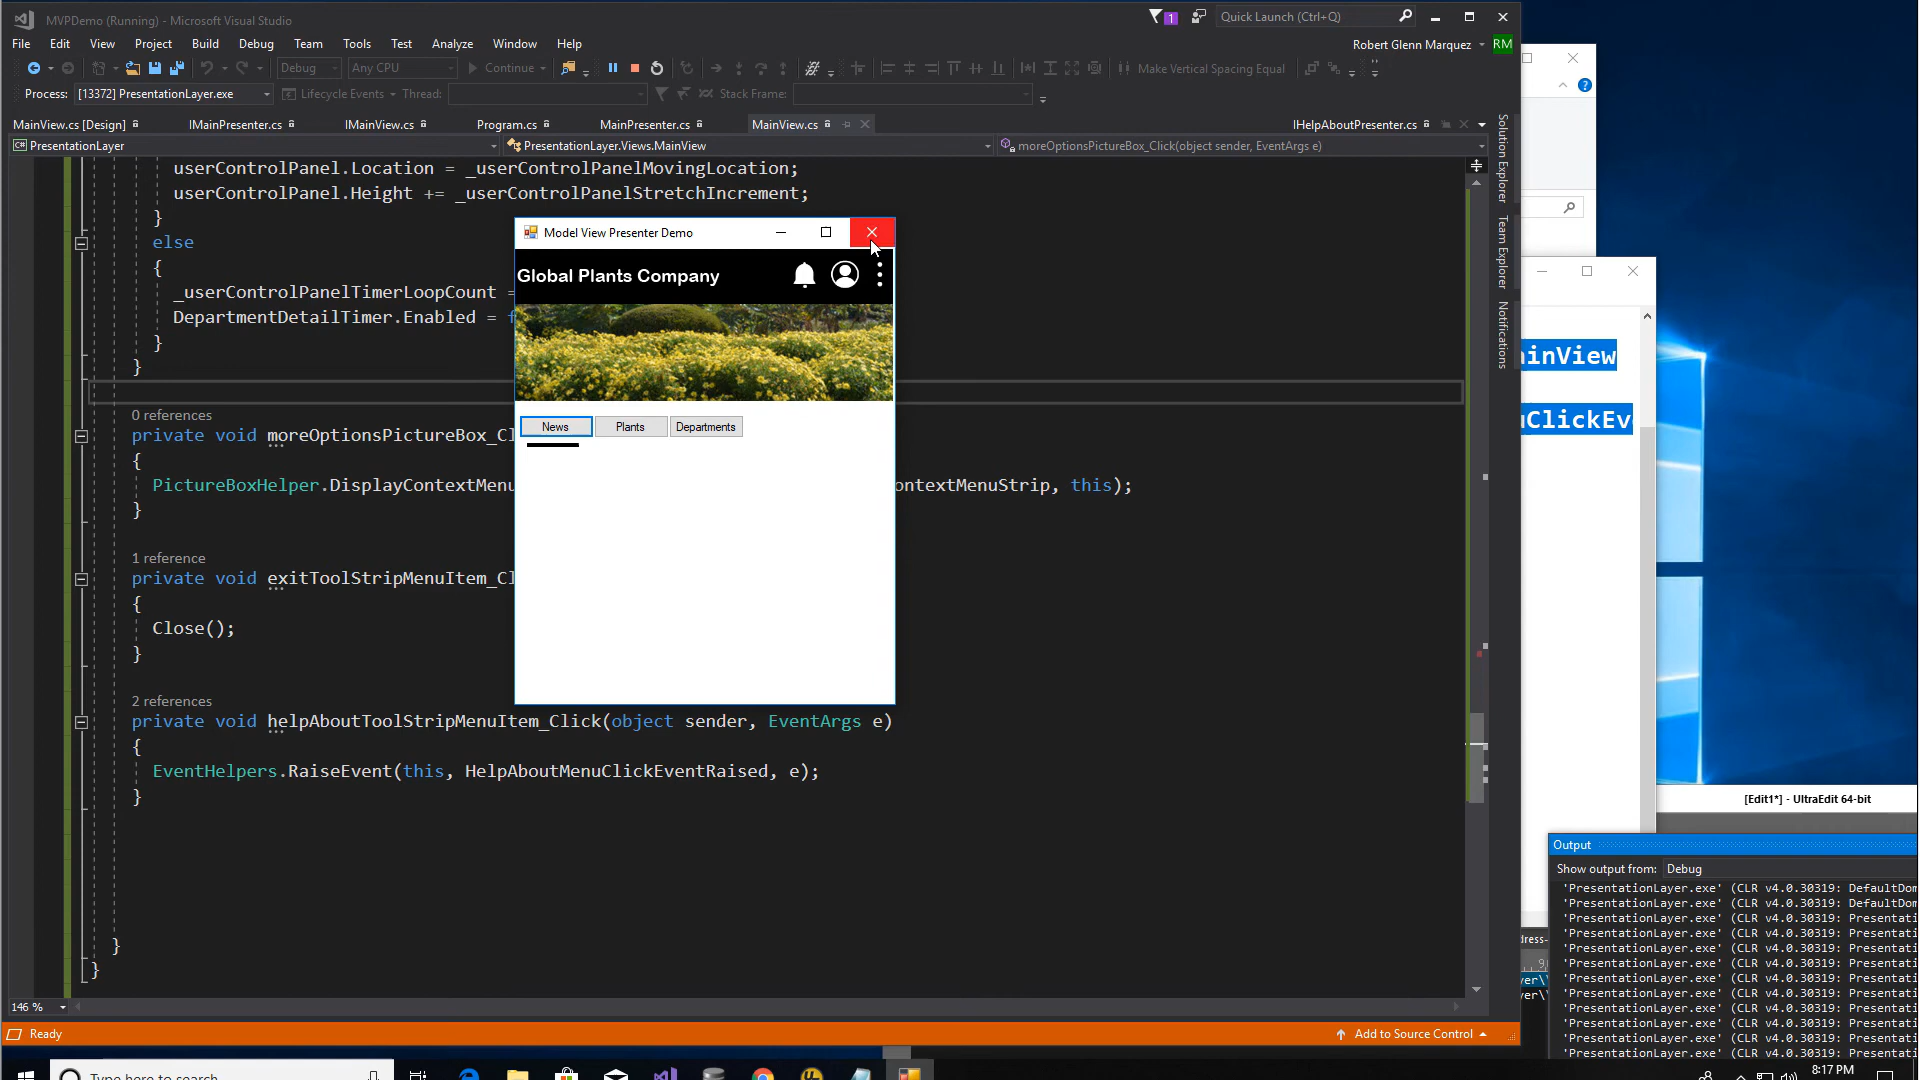 MVPDemo (Running) - Microsoft Visual Studio
1
Quick Launch (Ctrl+Q)
File Edit View Project Build Debug Team Tools Test Analyze Window Help
Robert Glenn Marquez RM
Debug Any CPU Continue Make Vertical Spacing Equal
Process: [13372] PresentationLayer.exe Lifecycle Events Thread: Stack Frame:
MainView.cs [Design] IMainPresenter.cs IMainView.cs Program.cs MainPresenter.cs MainView.cs IHelpAboutPresenter.cs
PresentationLayer PresentationLayer.Views.MainView moreOptionsPictureBox_Click(object sender, EventArgs e)
userControlPanel.Location = _userControlPanelMovingLocation;
userControlPanel.Height += _userControlPanelStretchIncrement;
}
else
{
_userControlPanelTimerLoopCount =
DepartmentDetailTimer.Enabled =
}
}
0 references
private void moreOptionsPictureBox_Cl
{
PictureBoxHelper.DisplayContextMenu ontextMenuStrip, this);
}
1 reference
private void exitToolStripMenuItem_Cl
{
Close();
}
2 references
private void helpAboutToolStripMenuItem_Click(object sender, EventArgs e)
{
EventHelpers.RaiseEvent(this, HelpAboutMenuClickEventRaised, e);
}
}
}
146 %
Ready
Add to Source Control
Model View Presenter Demo
Global Plants Company
News Plants Departments
Solution Explorer
Team Explorer
Notifications
ainView
uClickEv
[Edit1*] - UltraEdit 64-bit
Output
Show output from: Debug
'PresentationLayer.exe' (CLR v4.0.30319: DefaultDom
'PresentationLayer.exe' (CLR v4.0.30319: DefaultDom
'PresentationLayer.exe' (CLR v4.0.30319: Presentati
'PresentationLayer.exe' (CLR v4.0.30319: Presentati
'PresentationLayer.exe' (CLR v4.0.30319: Presentati
'PresentationLayer.exe' (CLR v4.0.30319: Presentati
'PresentationLayer.exe' (CLR v4.0.30319: Presentati
'PresentationLayer.exe' (CLR v4.0.30319: Presentati
'PresentationLayer.exe' (CLR v4.0.30319: Presentati
'PresentationLayer.exe' (CLR v4.0.30319: Presentati
'PresentationLayer.exe' (CLR v4.0.30319: Presentati
'PresentationLayer.exe' (CLR v4.0.30319: Presentati
Type here to search
8:17 PM